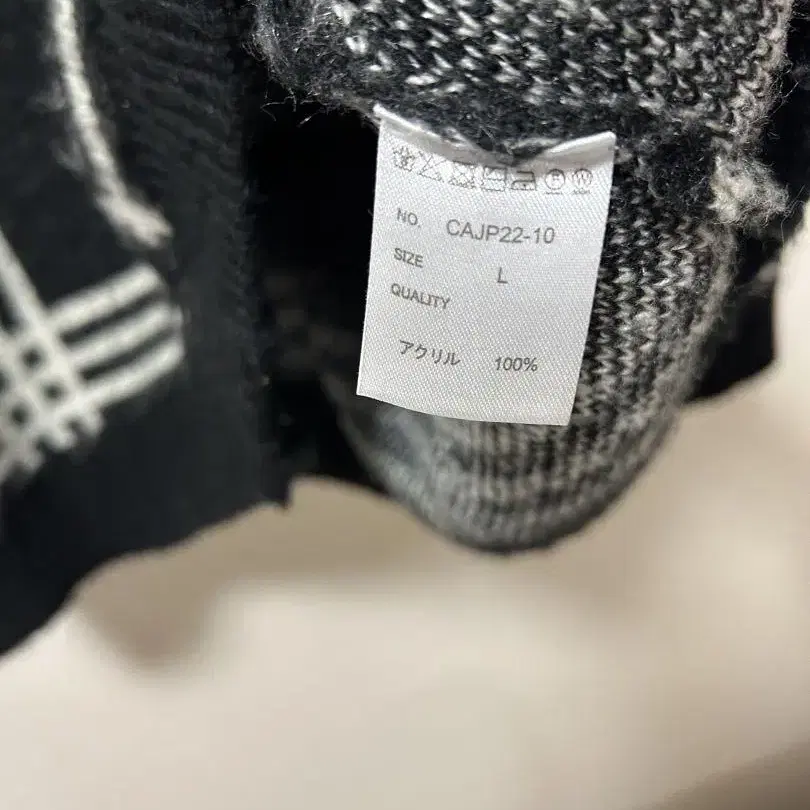 NO. CAJP22-10
SIZE L
QUALITY
アクリル 100%